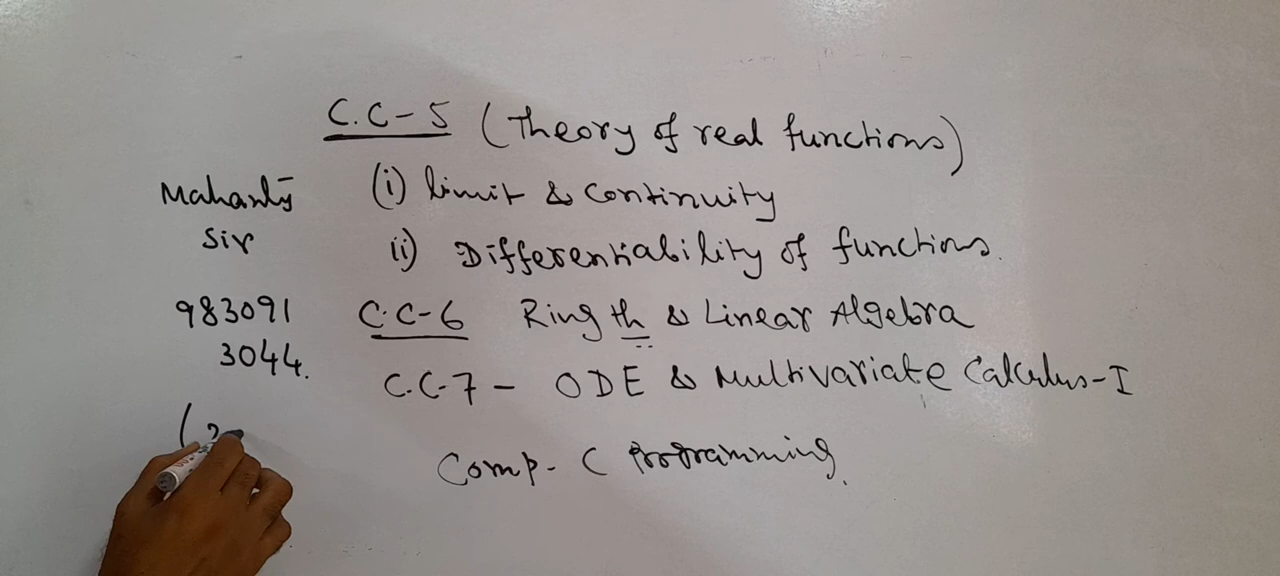 C.C-5 (Theory of real functions)
(i) limit & Continuity
ii) Differentiability of functions.
C.C-6 Ring th & Linear Algebra
C.C-7 - ODE & Multivariate Calculus-I
Comp- C Programming.
Mahanty
Sir
983091
3044.
(